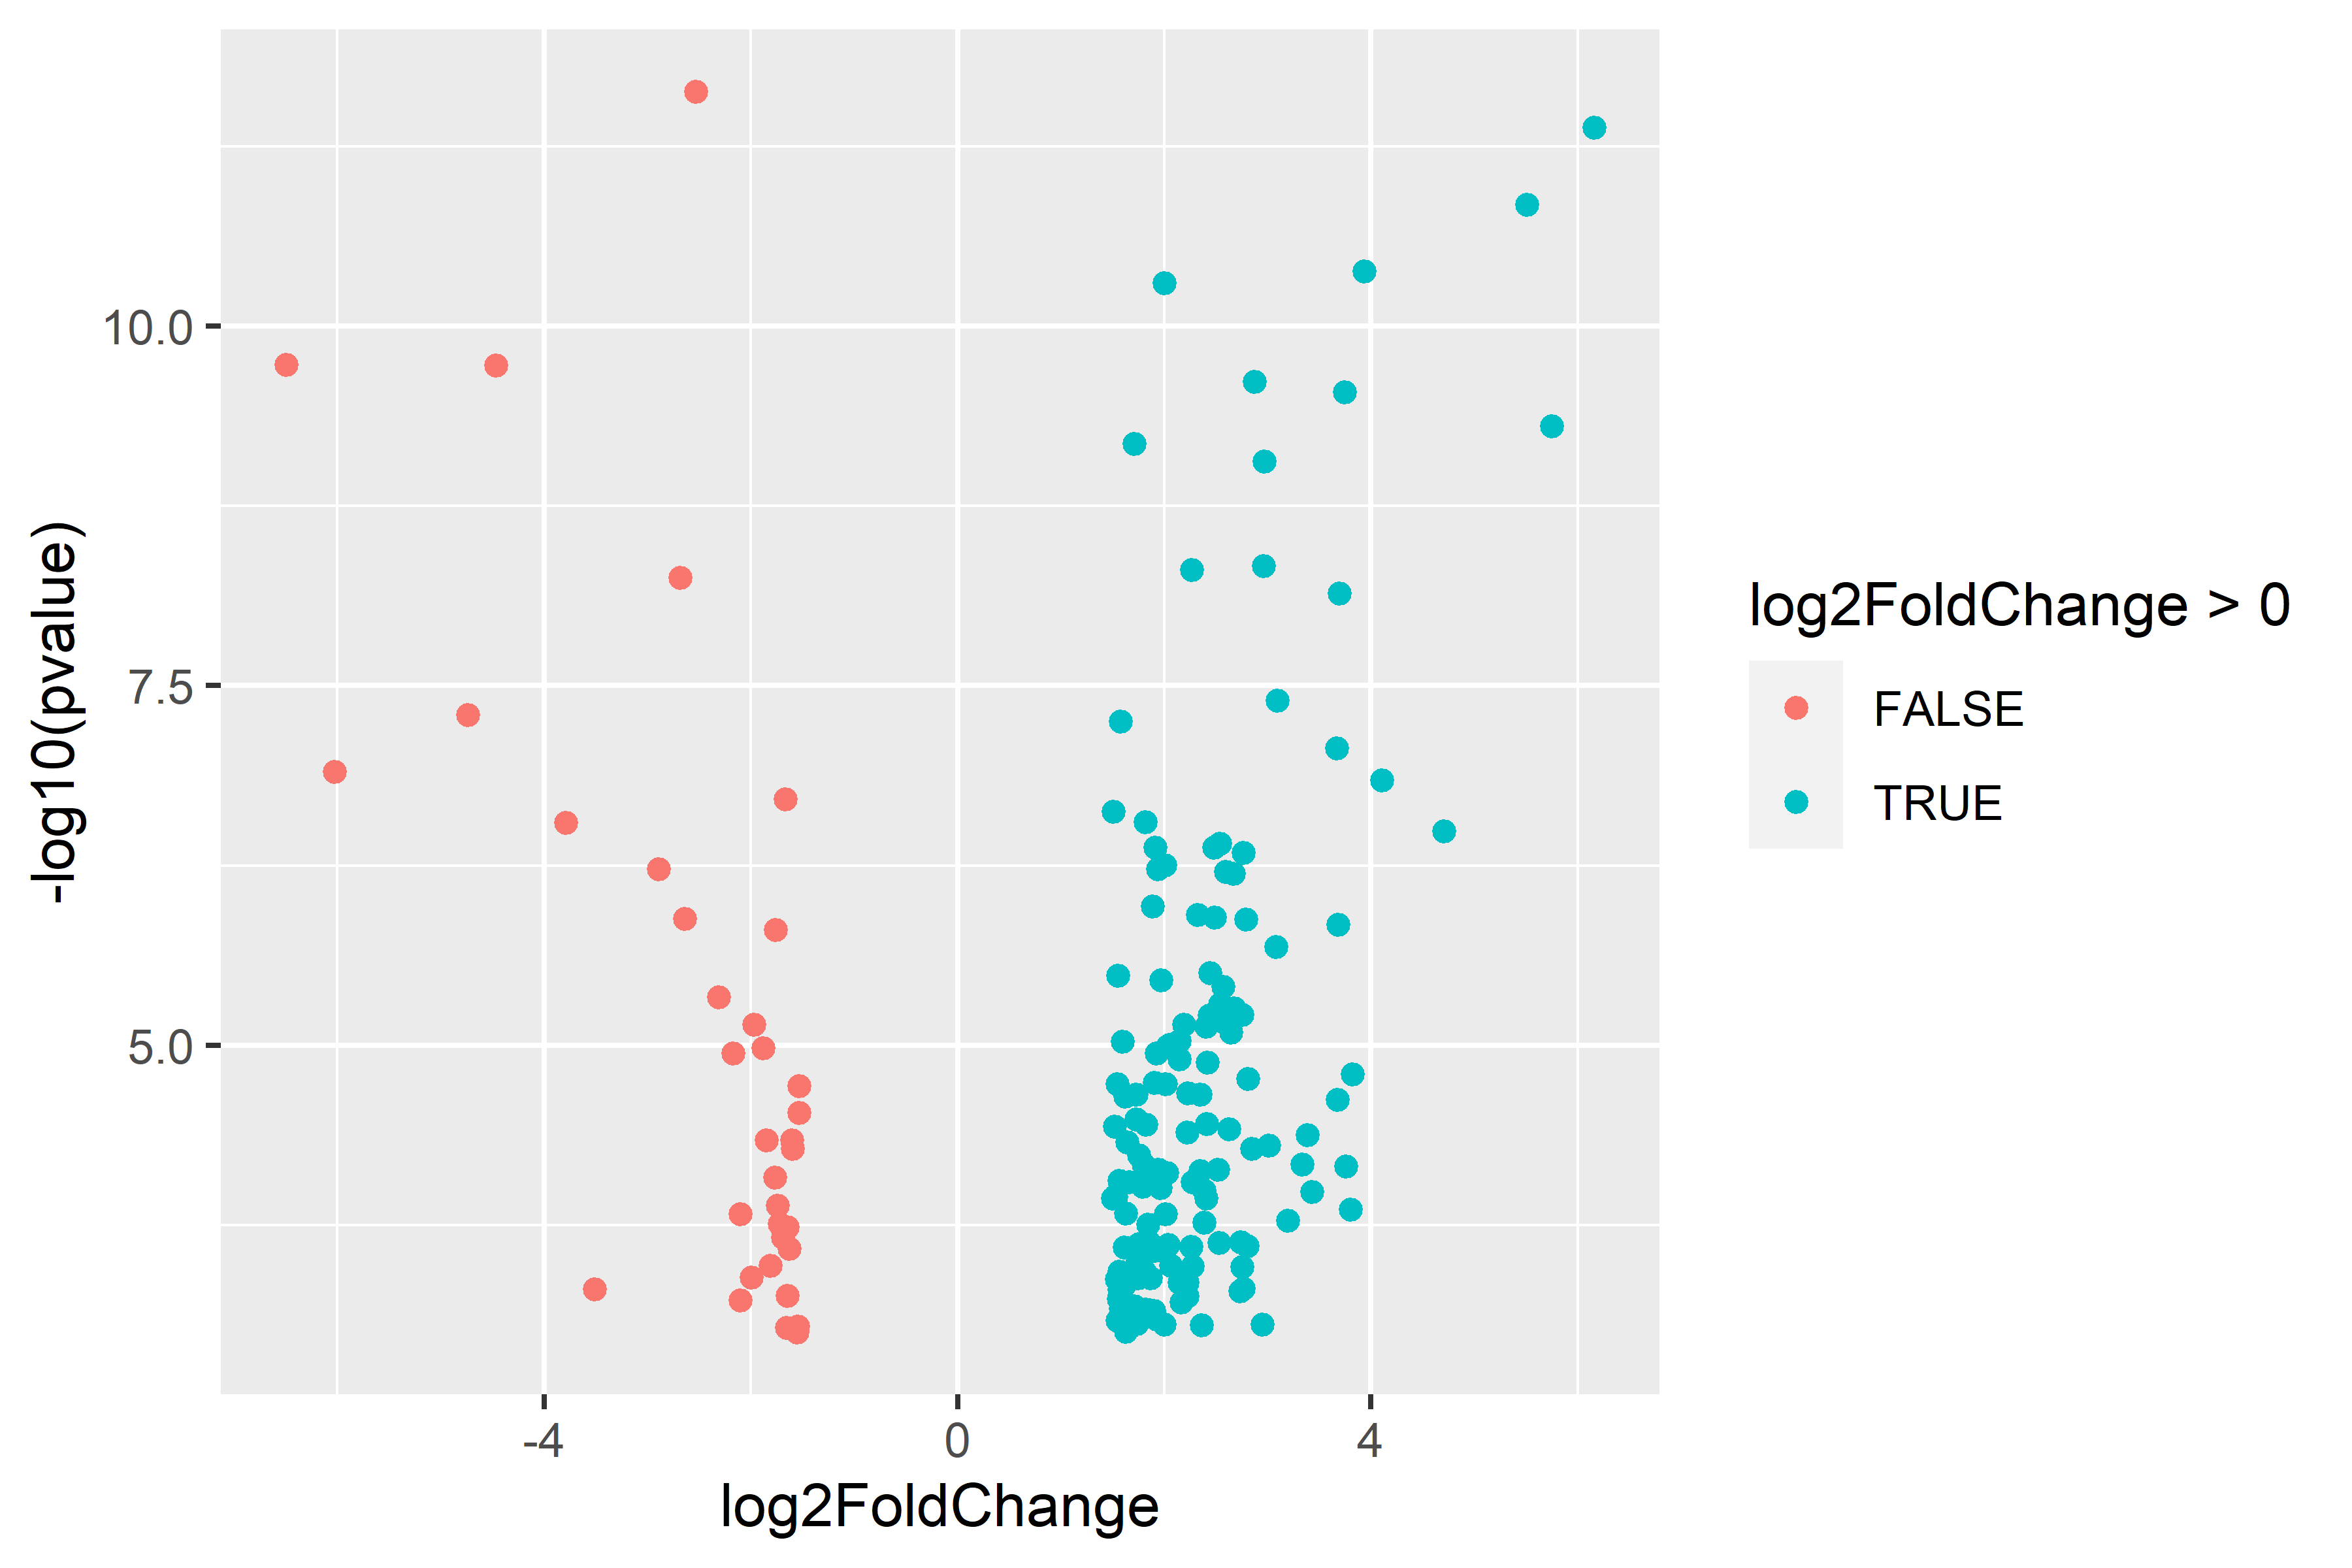 -log10(pvalue)
10.0
7.5
5.0
-4
0
4
log2FoldChange
log2FoldChange > 0
FALSE
TRUE